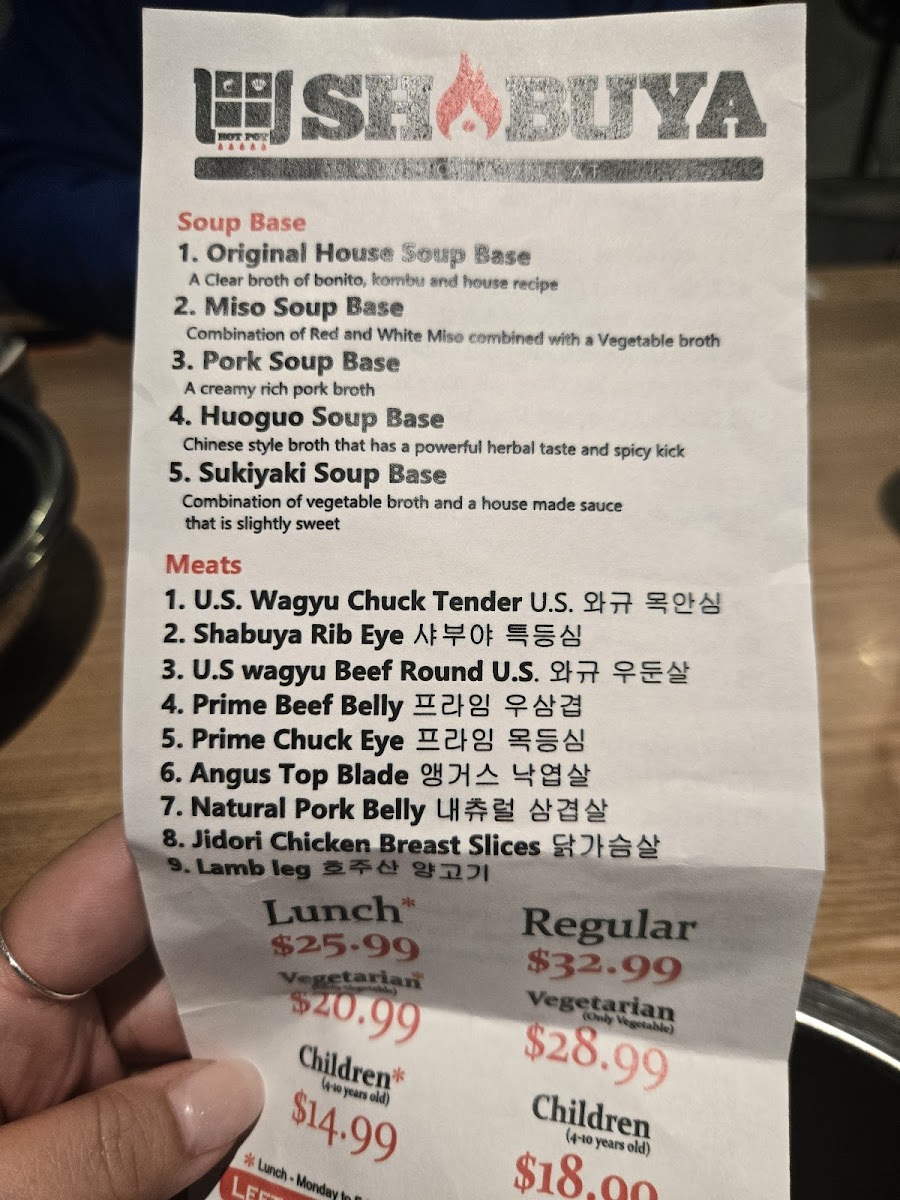 HOT POT
SHABUYA
Soup Base
1. Original House Soup Base
A Clear broth of bonito, kombu and house recipe
2. Miso Soup Base
Combination of Red and White Miso combined with a Vegetable broth
3. Pork Soup Base
A creamy rich pork broth
4. Huoguo Soup Base
Chinese style broth that has a powerful herbal taste and spicy kick
5. Sukiyaki Soup Base
Combination of vegetable broth and a house made sauce
that is slightly sweet
Meats
1. U.S. Wagyu Chuck Tender U.S. 와규 목안심
2. Shabuya Rib Eye 샤부야 특등심
3. U.S wagyu Beef Round U.S. 와규 우둔살
4. Prime Beef Belly 프라임 우삼겹
5. Prime Chuck Eye 프라임 목등심
6. Angus Top Blade 앵거스 낙엽살
7. Natural Pork Belly 내츄럴 삼겹살
8. Jidori Chicken Breast Slices 닭가슴살
9. Lamb leg 호주산 양고기
Lunch*
$25.99
Vegetarian*
$20.99
Children*
(4-10 years old)
$14.99
* Lunch - Monday to
Regular
$32.99
Vegetarian
(Only Vegetable)
$28.99
Children
(4-10 years old)
$18.99